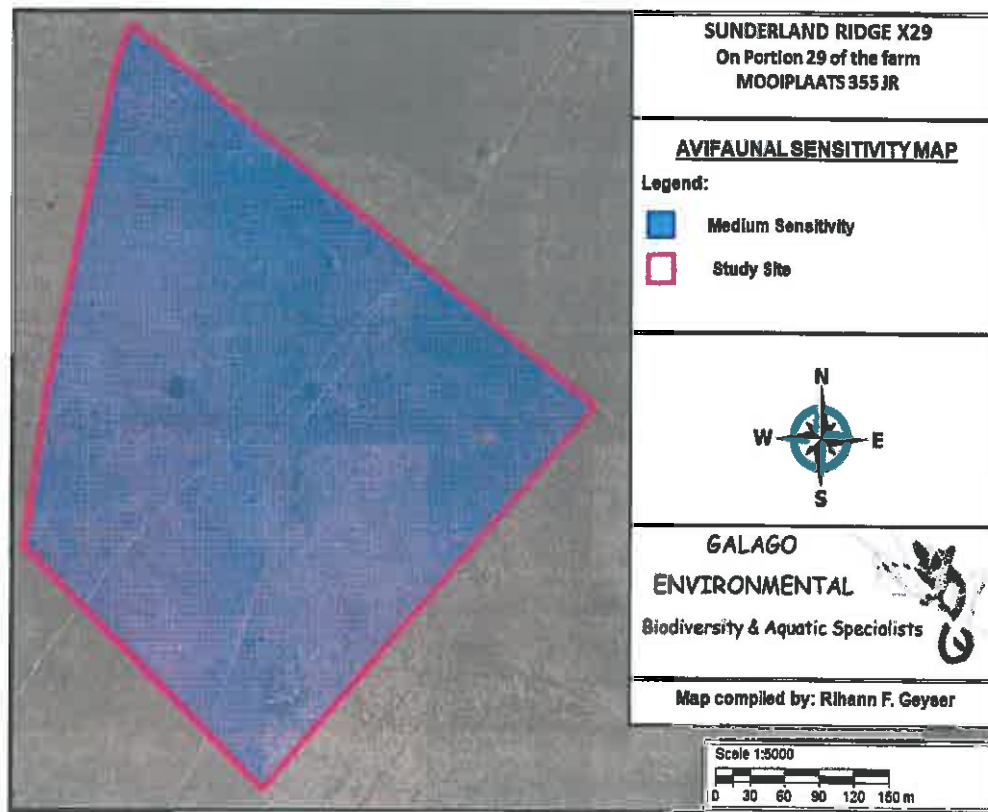 SUNDERLAND RIDGE X29
On Portion 29 of the farm
MOOIPLAATS 355 JR
AVIFAUNAL SENSITIVITY MAP
Legend:
Medium Sensitivity
Study Site
N
W E
S
GALAGO
ENVIRONMENTAL
Biodiversity & Aquatic Specialists
Map compiled by: Rihann F. Geyser
Scale 1:5000
0 30 60 90 120 150 m